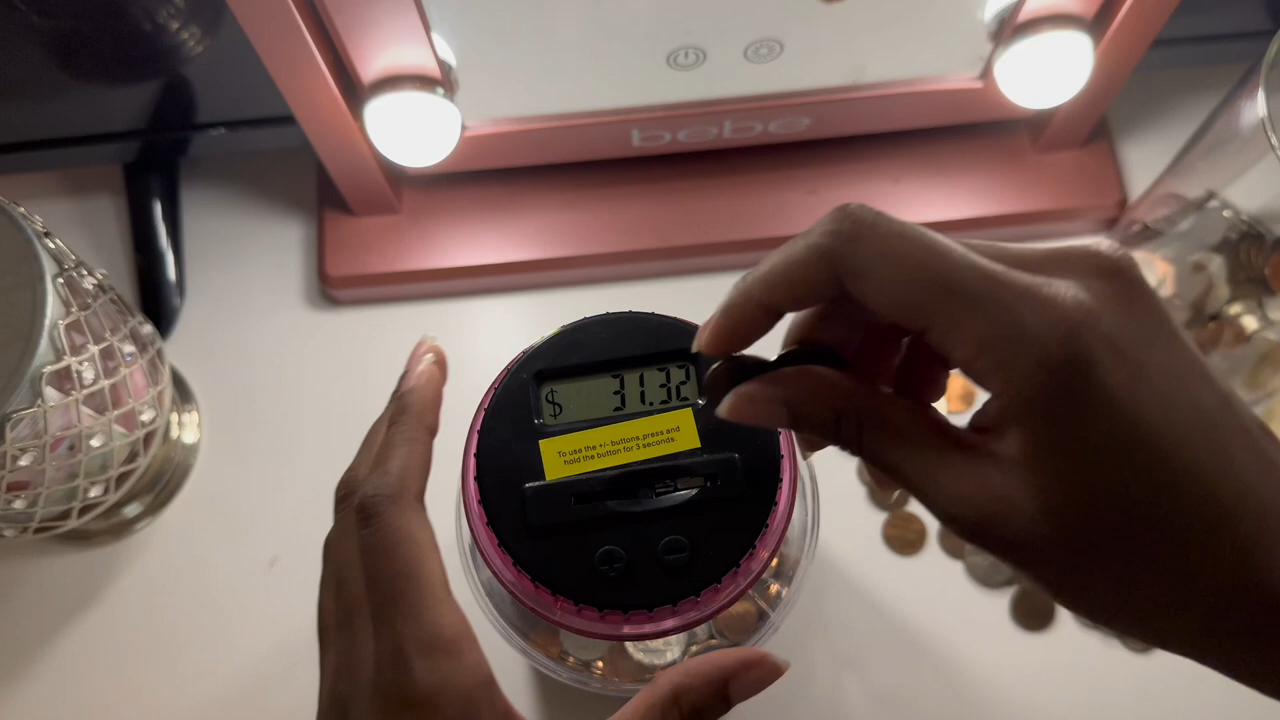 bebe
$ 31.32
To use the +/- buttons,press and
hold the button for 3 seconds.